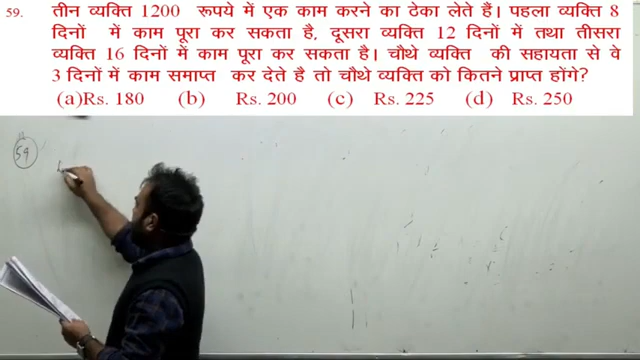 59. तीन व्यक्ति 1200 रूपये में एक काम करने का ठेका लेते हैं। पहला व्यक्ति 8
दिनों में काम पूरा कर सकता है, दूसरा व्यक्ति 12 दिनों में तथा तीसरा
व्यक्ति 16 दिनों में काम पूरा कर सकता है। चौथे व्यक्ति की सहायता से वे
3 दिनों में काम समाप्त कर देते है तो चौथे व्यक्ति को कितने प्राप्त होंगे?
(a)Rs. 180 (b) Rs. 200 (c) Rs. 225 (d) Rs. 250
59